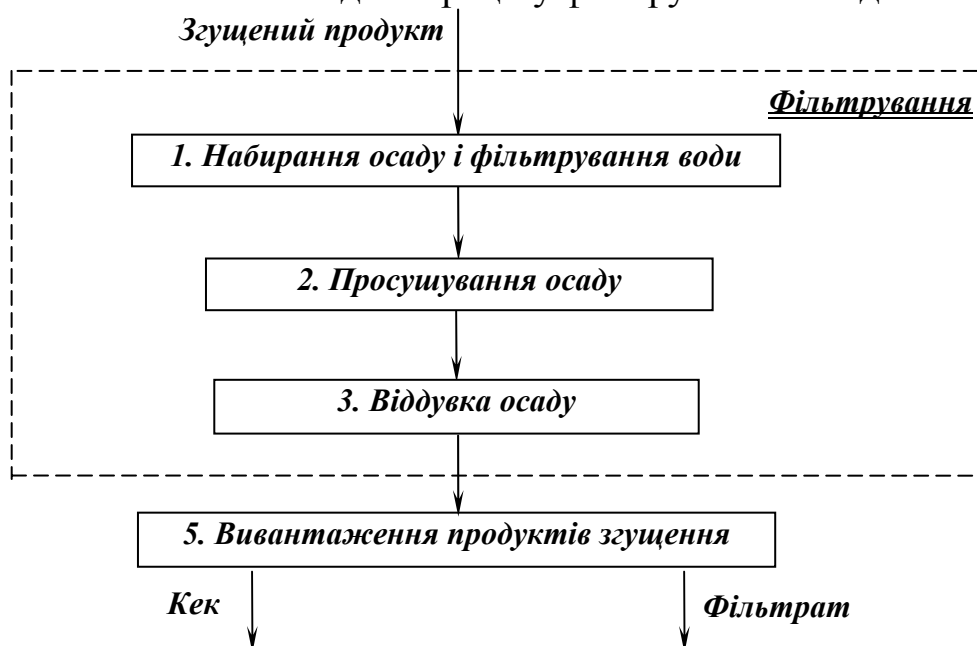 Згущений продукт
Фільтрування
1. Набирання осаду і фільтрування води
2. Просушування осаду
3. Віддувка осаду
5. Вивантаження продуктів згущення
Кек
Фільтрат